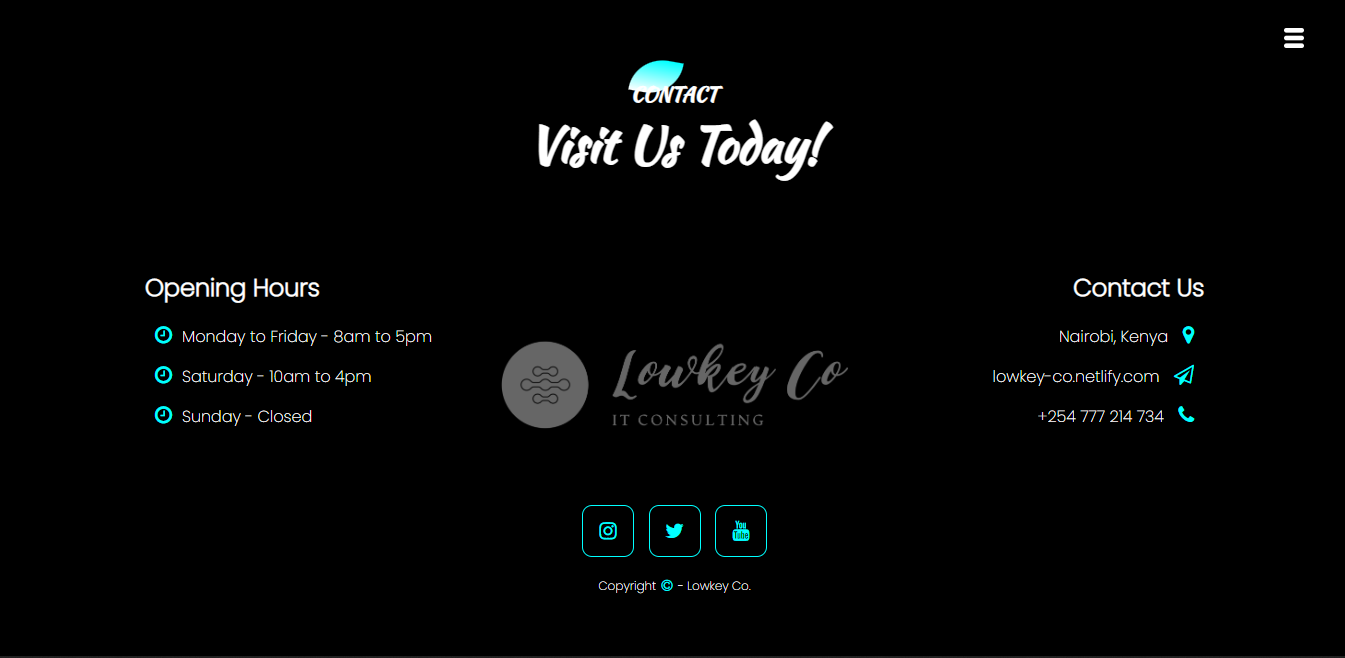 CONTACT
Visit Us Today!
Opening Hours
Monday to Friday - 8am to 5pm
Saturday - 10am to 4pm
Sunday - Closed
Lowkey Co
IT CONSULTING
Contact Us
Nairobi, Kenya
lowkey-co.netlify.com
+254 777 214 734
You
Tube
Copyright © - Lowkey Co.